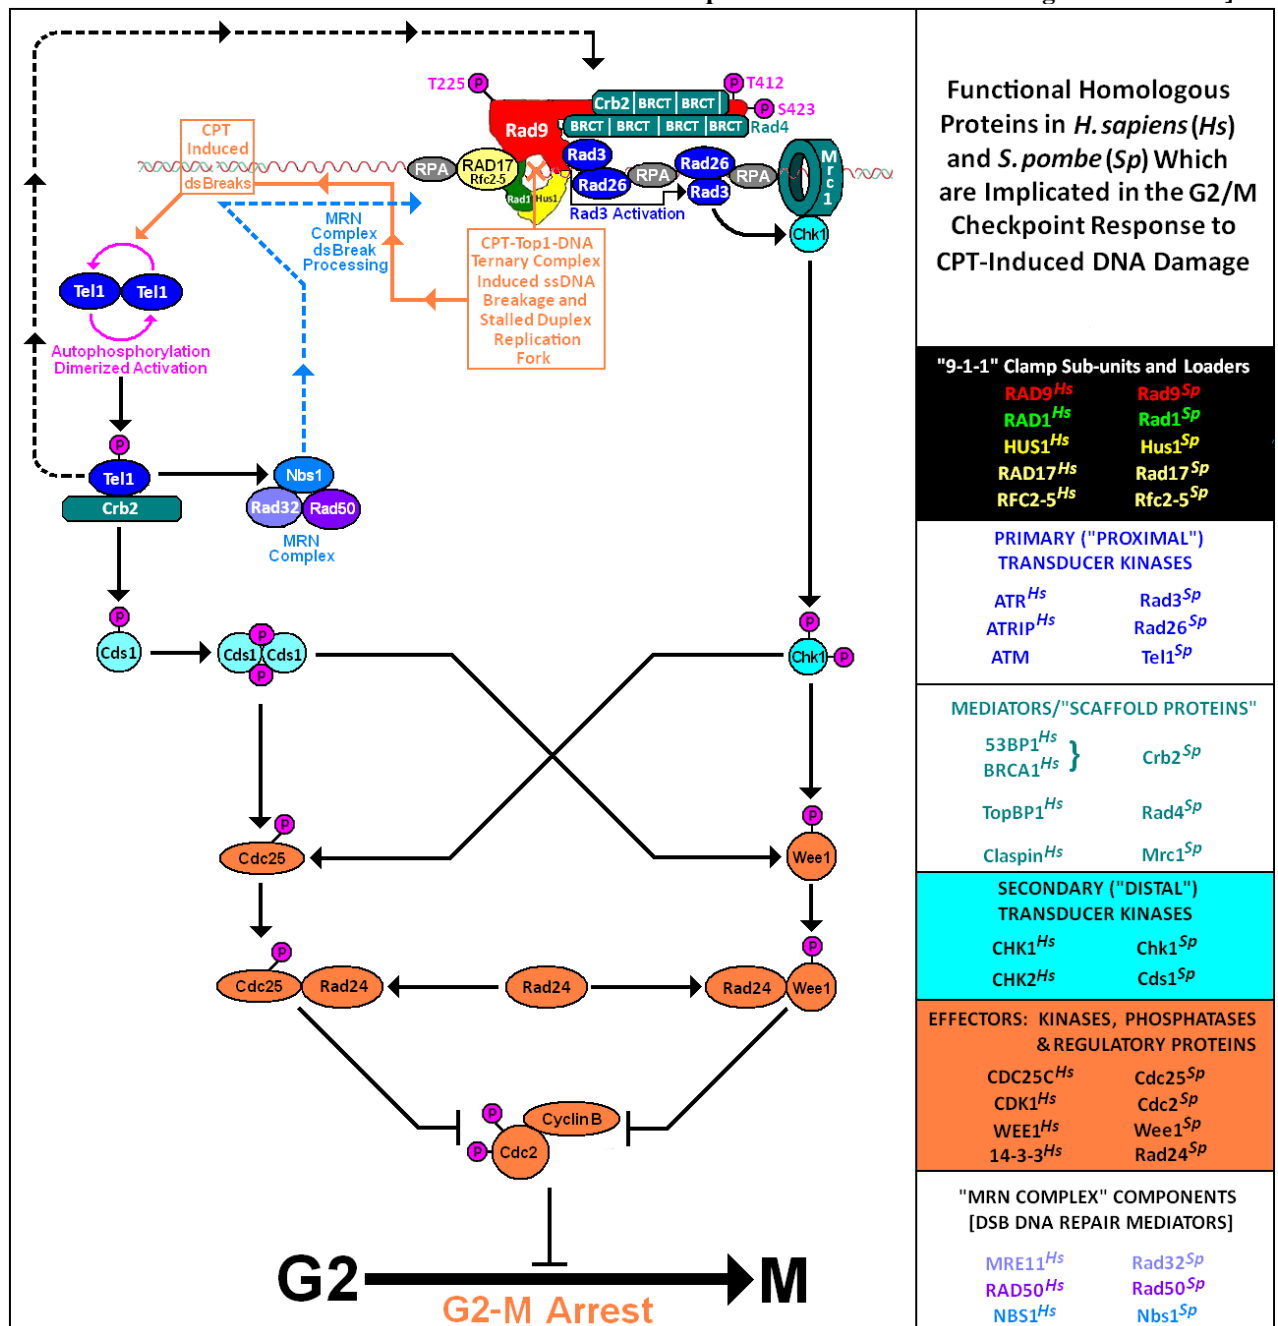 T225
P
P
T412
P
S423
Crb2 BRCT BRCT
BRCT BRCT BRCT BRCT
Rad4
Rad9
CPT
Induced
dsBreaks
RPA
RAD17
Rfc2-5
Rad1
Hus1
Rad3
Rad26
RPA
Rad26
Rad3
RPA
Mrc1
Rad3 Activation
Chk1
MRN
Complex
dsBreak
Processing
CPT-Top1-DNA
Ternary Complex
Induced ssDNA
Breakage and
Stalled Duplex
Replication
Fork
Tel1
Tel1
Autophosphorylation
Dimerized Activation
P
Tel1
Crb2
Nbs1
Rad32
Rad50
MRN
Complex
P
Cds1
P
Cds1 Cds1
P
P
Chk1
P
P
Cdc25
P
Wee1
P
Cdc25
Rad24
Rad24
Rad24
P
Wee1
P
P
Cdc2
Cyclin B
G2
M
G2-M Arrest
Functional Homologous
Proteins in H. sapiens (Hs)
and S. pombe (Sp) Which
are Implicated in the G2/M
Checkpoint Response to
CPT-Induced DNA Damage
"9-1-1" Clamp Sub-units and Loaders
RAD9Hs Rad9Sp
RAD1Hs Rad1Sp
HUS1Hs Hus1Sp
RAD17Hs Rad17Sp
RFC2-5Hs Rfc2-5Sp
PRIMARY ("PROXIMAL")
TRANSDUCER KINASES
ATRHs Rad3Sp
ATRIPHs Rad26Sp
ATM Tel1Sp
MEDIATORS/"SCAFFOLD PROTEINS"
53BP1Hs
BRCA1Hs } Crb2Sp
TopBP1Hs Rad4Sp
ClaspinHs Mrc1Sp
SECONDARY ("DISTAL")
TRANSDUCER KINASES
CHK1Hs Chk1Sp
CHK2Hs Cds1Sp
EFFECTORS: KINASES, PHOSPHATASES
& REGULATORY PROTEINS
CDC25CHs Cdc25Sp
CDK1Hs Cdc2Sp
WEE1Hs Wee1Sp
14-3-3Hs Rad24Sp
"MRN COMPLEX" COMPONENTS
[DSB DNA REPAIR MEDIATORS]
MRE11Hs Rad32Sp
RAD50Hs Rad50Sp
NBS1Hs Nbs1Sp